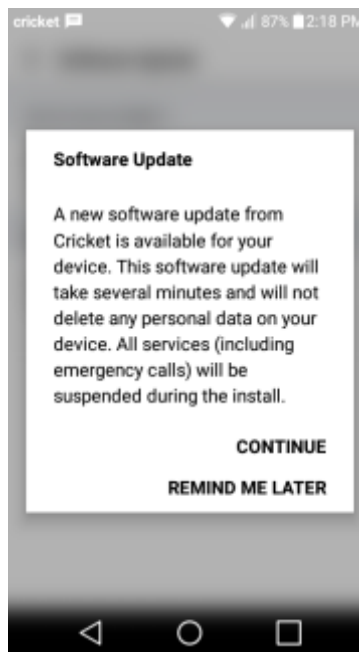 cricket 87% 2:18 PM
Software Update
A new software update from
Cricket is available for your
device. This software update will
take several minutes and will not
delete any personal data on your
device. All services (including
emergency calls) will be
suspended during the install.
CONTINUE
REMIND ME LATER